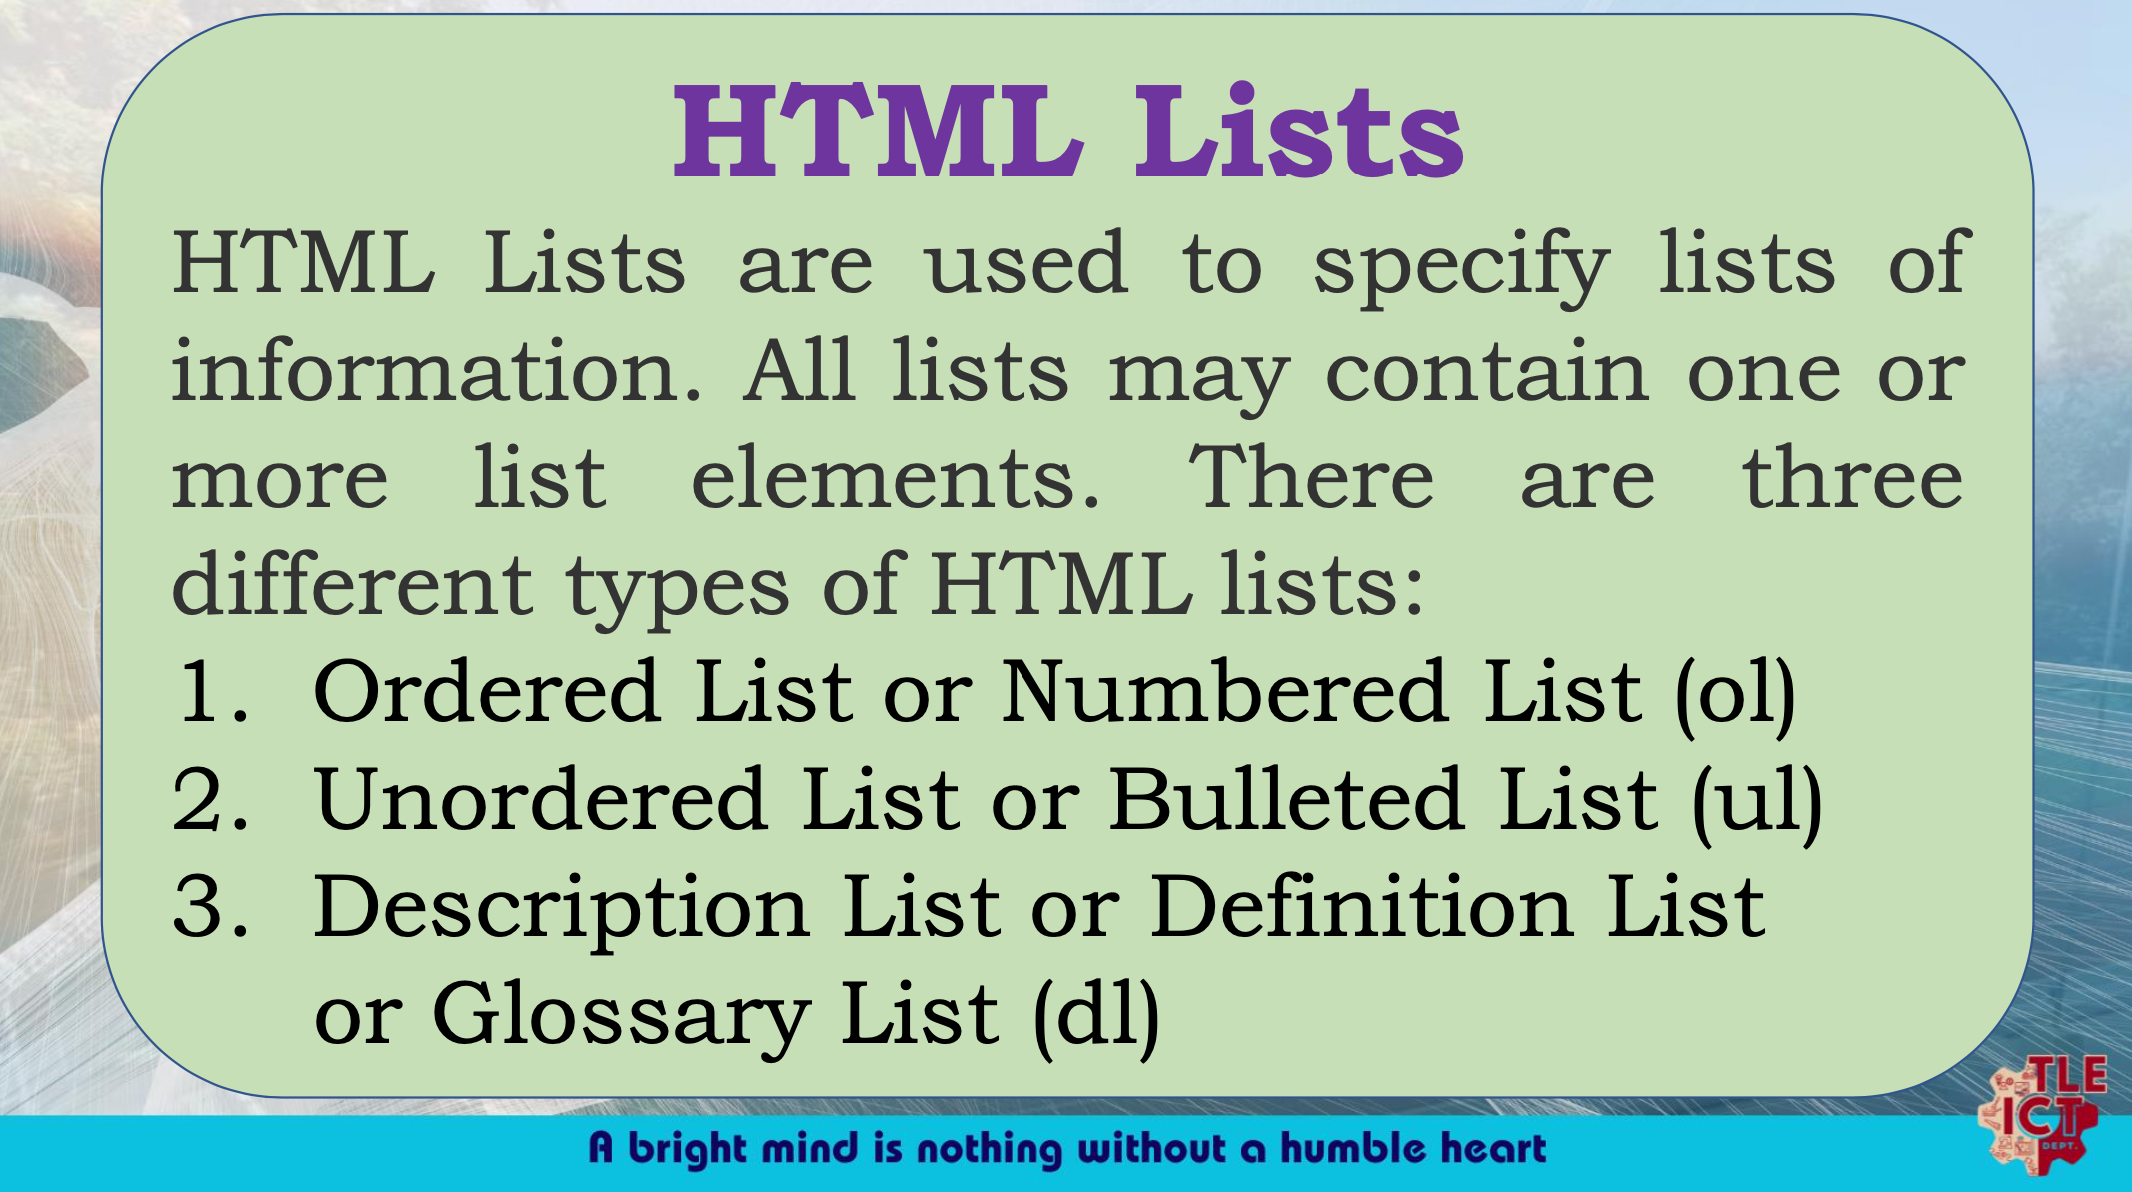 HTML Lists
HTML Lists are used to specify lists of
information. All lists may contain one or
more list elements. There are three
different types of HTML lists:
1. Ordered List or Numbered List (ol)
2. Unordered List or Bulleted List (ul)
3. Description List or Definition List
or Glossary List (dl)
TLE
ICT
DEPT.
A bright mind is nothing without a humble heart